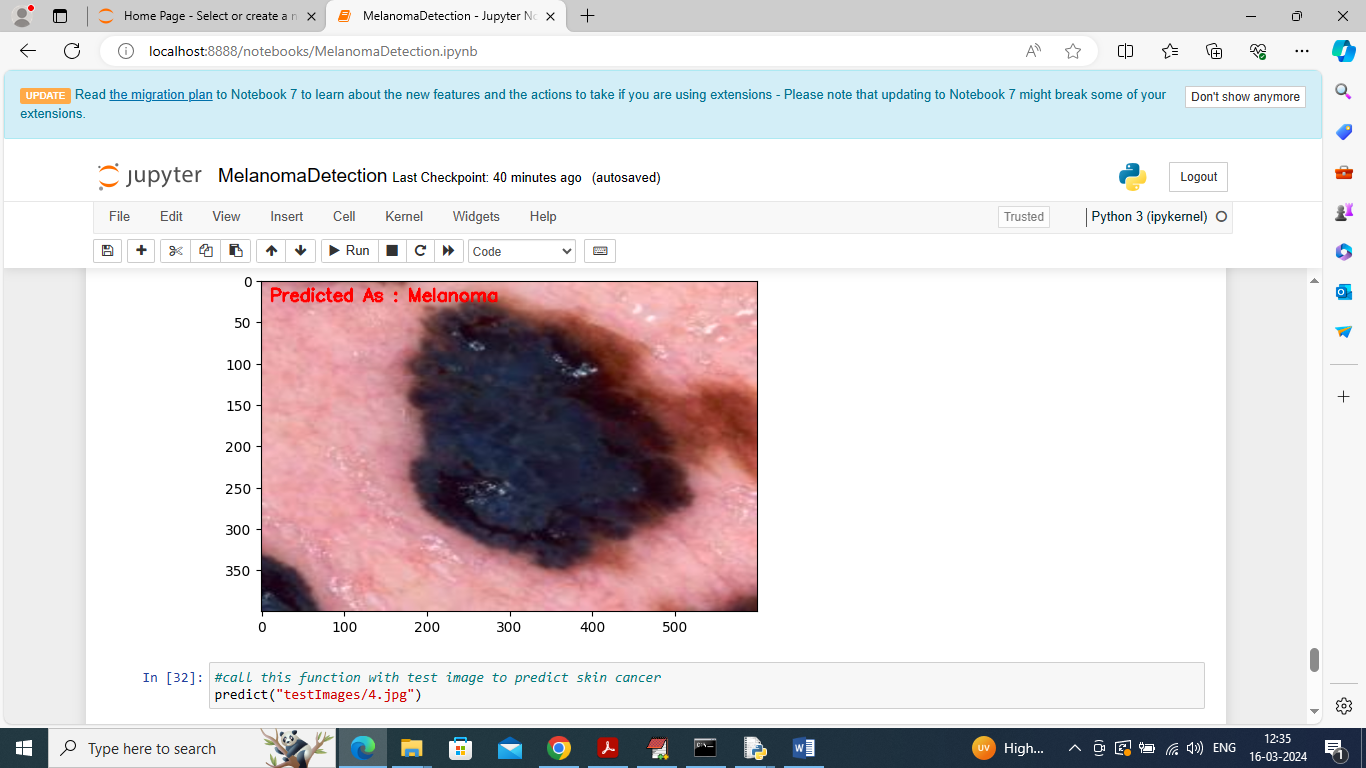 Home Page - Select or create a n
MelanomaDetection - Jupyter No
localhost:8888/notebooks/MelanomaDetection.ipynb
UPDATE Read the migration plan to Notebook 7 to learn about the new features and the actions to take if you are using extensions - Please note that updating to Notebook 7 might break some of your
extensions.
Don't show anymore
jupyter MelanomaDetection Last Checkpoint: 40 minutes ago (autosaved)
Logout
File Edit View Insert Cell Kernel Widgets Help
Trusted
Python 3 (ipykernel)
Run
Code
Predicted As : Melanoma
0
50
100
150
200
250
300
350
0 100 200 300 400 500
In [32]: #call this function with test image to predict skin cancer
predict("testImages/4.jpg")
Type here to search
UV
High...
ENG
12:35
16-03-2024
1